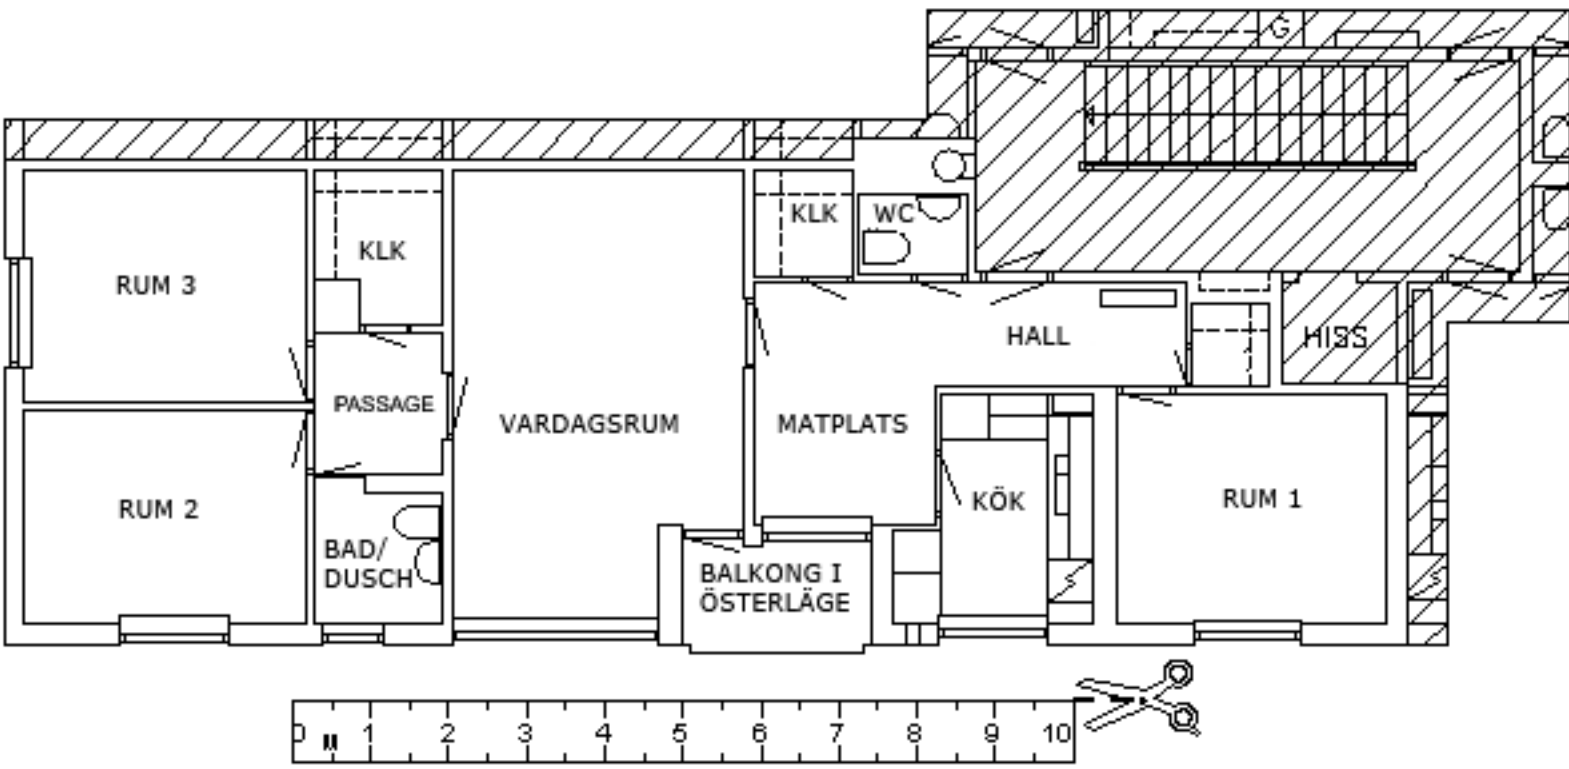 G
KLK
WC
KLK
RUM 3
HALL
HISS
PASSAGE
VARDAGSRUM
MATPLATS
RUM 2
KÖK
RUM 1
BAD/
DUSCH
BALKONG I
ÖSTERLÄGE
0 M 1 2 3 4 5 6 7 8 9 10